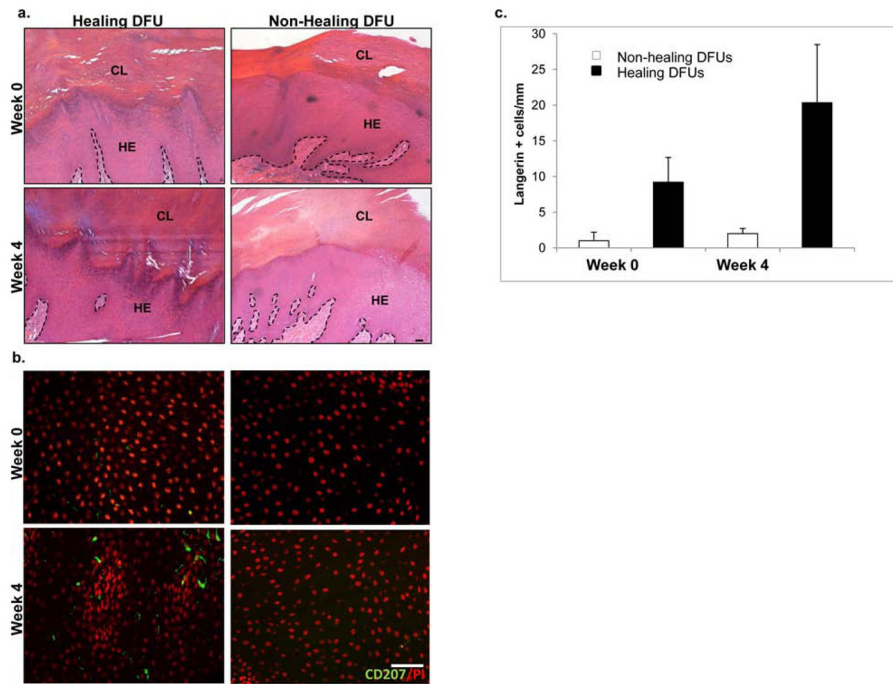 a.
Healing DFU
Non-Healing DFU
Week 0
CL
HE
CL
HE
Week 4
CL
HE
CL
HE
b.
Week 0
Week 4
CD207/PI
c.
30
25
20
15
10
5
0
Langerin + cells/mm
Non-healing DFUs
Healing DFUs
Week 0
Week 4